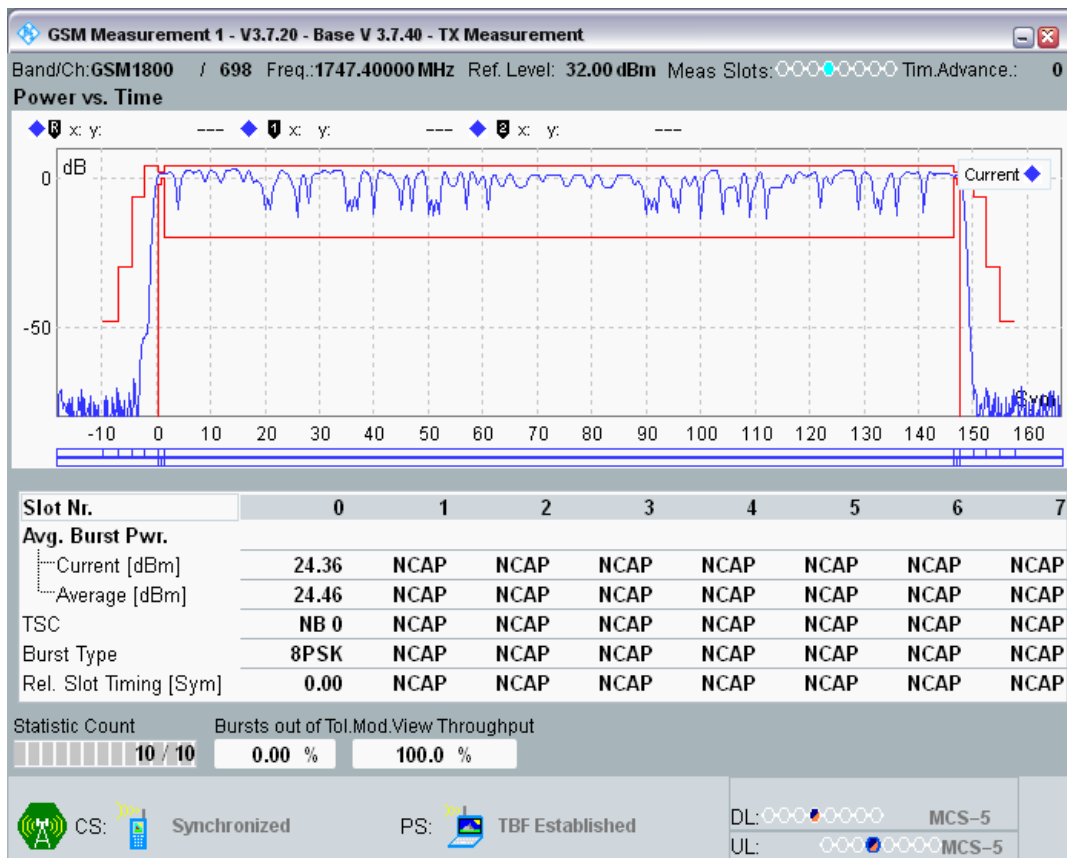 GSM Measurement 1 - V3.7.20 - Base V 3.7.40 - TX Measurement
Band/Ch:GSM1800 / 698 Freq.:1747.40000 MHz Ref. Level: 32.00 dBm Meas Slots: Tim.Advance.: 0
Power vs. Time
R x: y: --- 1 x: y: --- 2 x: y: ---
dB
Current
0
-50
Sym
-10 0 10 20 30 40 50 60 70 80 90 100 110 120 130 140 150 160
Slot Nr. 0 1 2 3 4 5 6 7
Avg. Burst Pwr.
Current [dBm] 24.36 NCAP NCAP NCAP NCAP NCAP NCAP NCAP
Average [dBm] 24.46 NCAP NCAP NCAP NCAP NCAP NCAP NCAP
TSC NB 0 NCAP NCAP NCAP NCAP NCAP NCAP NCAP
Burst Type 8PSK NCAP NCAP NCAP NCAP NCAP NCAP NCAP
Rel. Slot Timing [Sym] 0.00 NCAP NCAP NCAP NCAP NCAP NCAP NCAP
Statistic Count Bursts out of Tol. Mod.View Throughput
10 / 10 0.00 % 100.0 %
CS: Synchronized PS: TBF Established
DL: MCS-5
UL: MCS-5